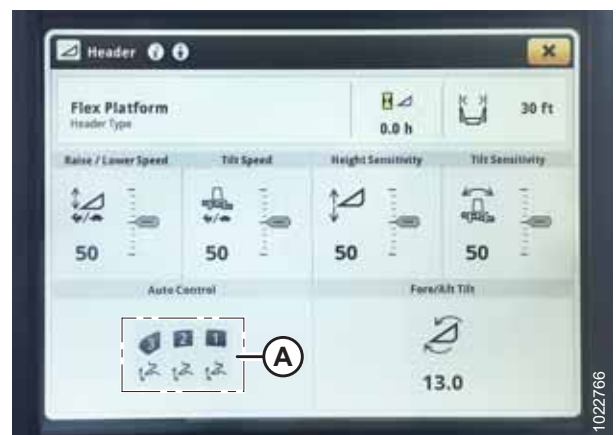 Header
Flex Platform
Header Type
0.0 h
30 ft
Raise / Lower Speed
Tilt Speed
Height Sensitivity
Tilt Sensitivity
50
50
50
50
Auto Control
Fore/Aft Tilt
3 2 1
A
13.0
1022766